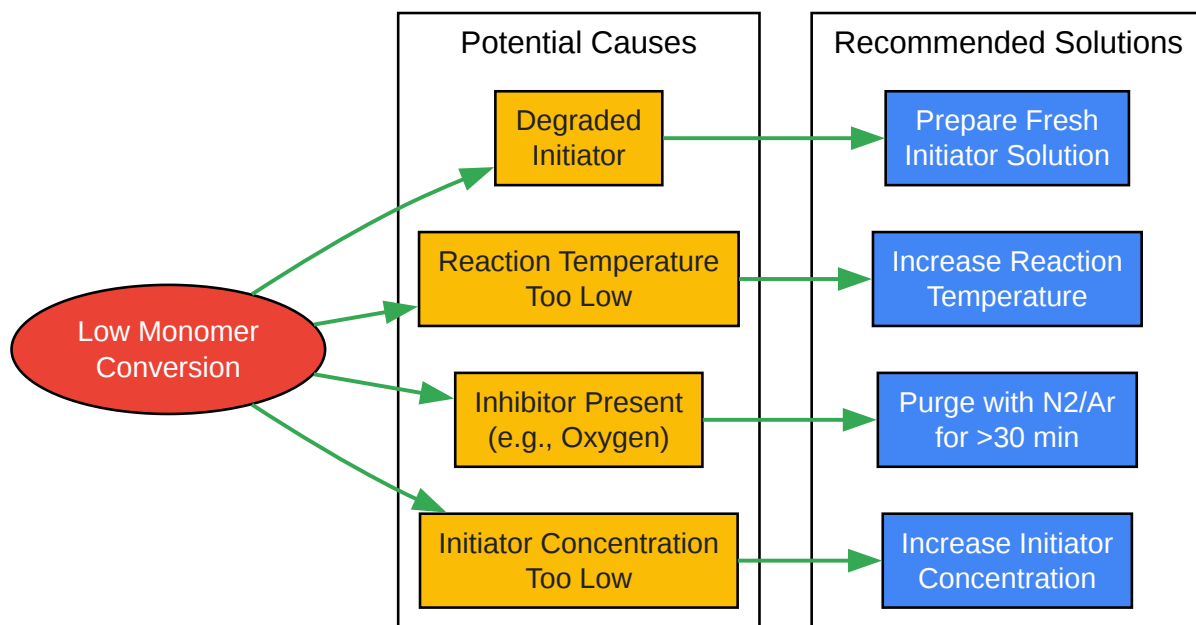 Potential Causes
Recommended Solutions
Degraded
Initiator
Prepare Fresh
Initiator Solution
Reaction Temperature
Too Low
Increase Reaction
Temperature
Low Monomer
Conversion
Inhibitor Present
(e.g., Oxygen)
Purge with N2/Ar
for >30 min
Initiator Concentration
Too Low
Increase Initiator
Concentration